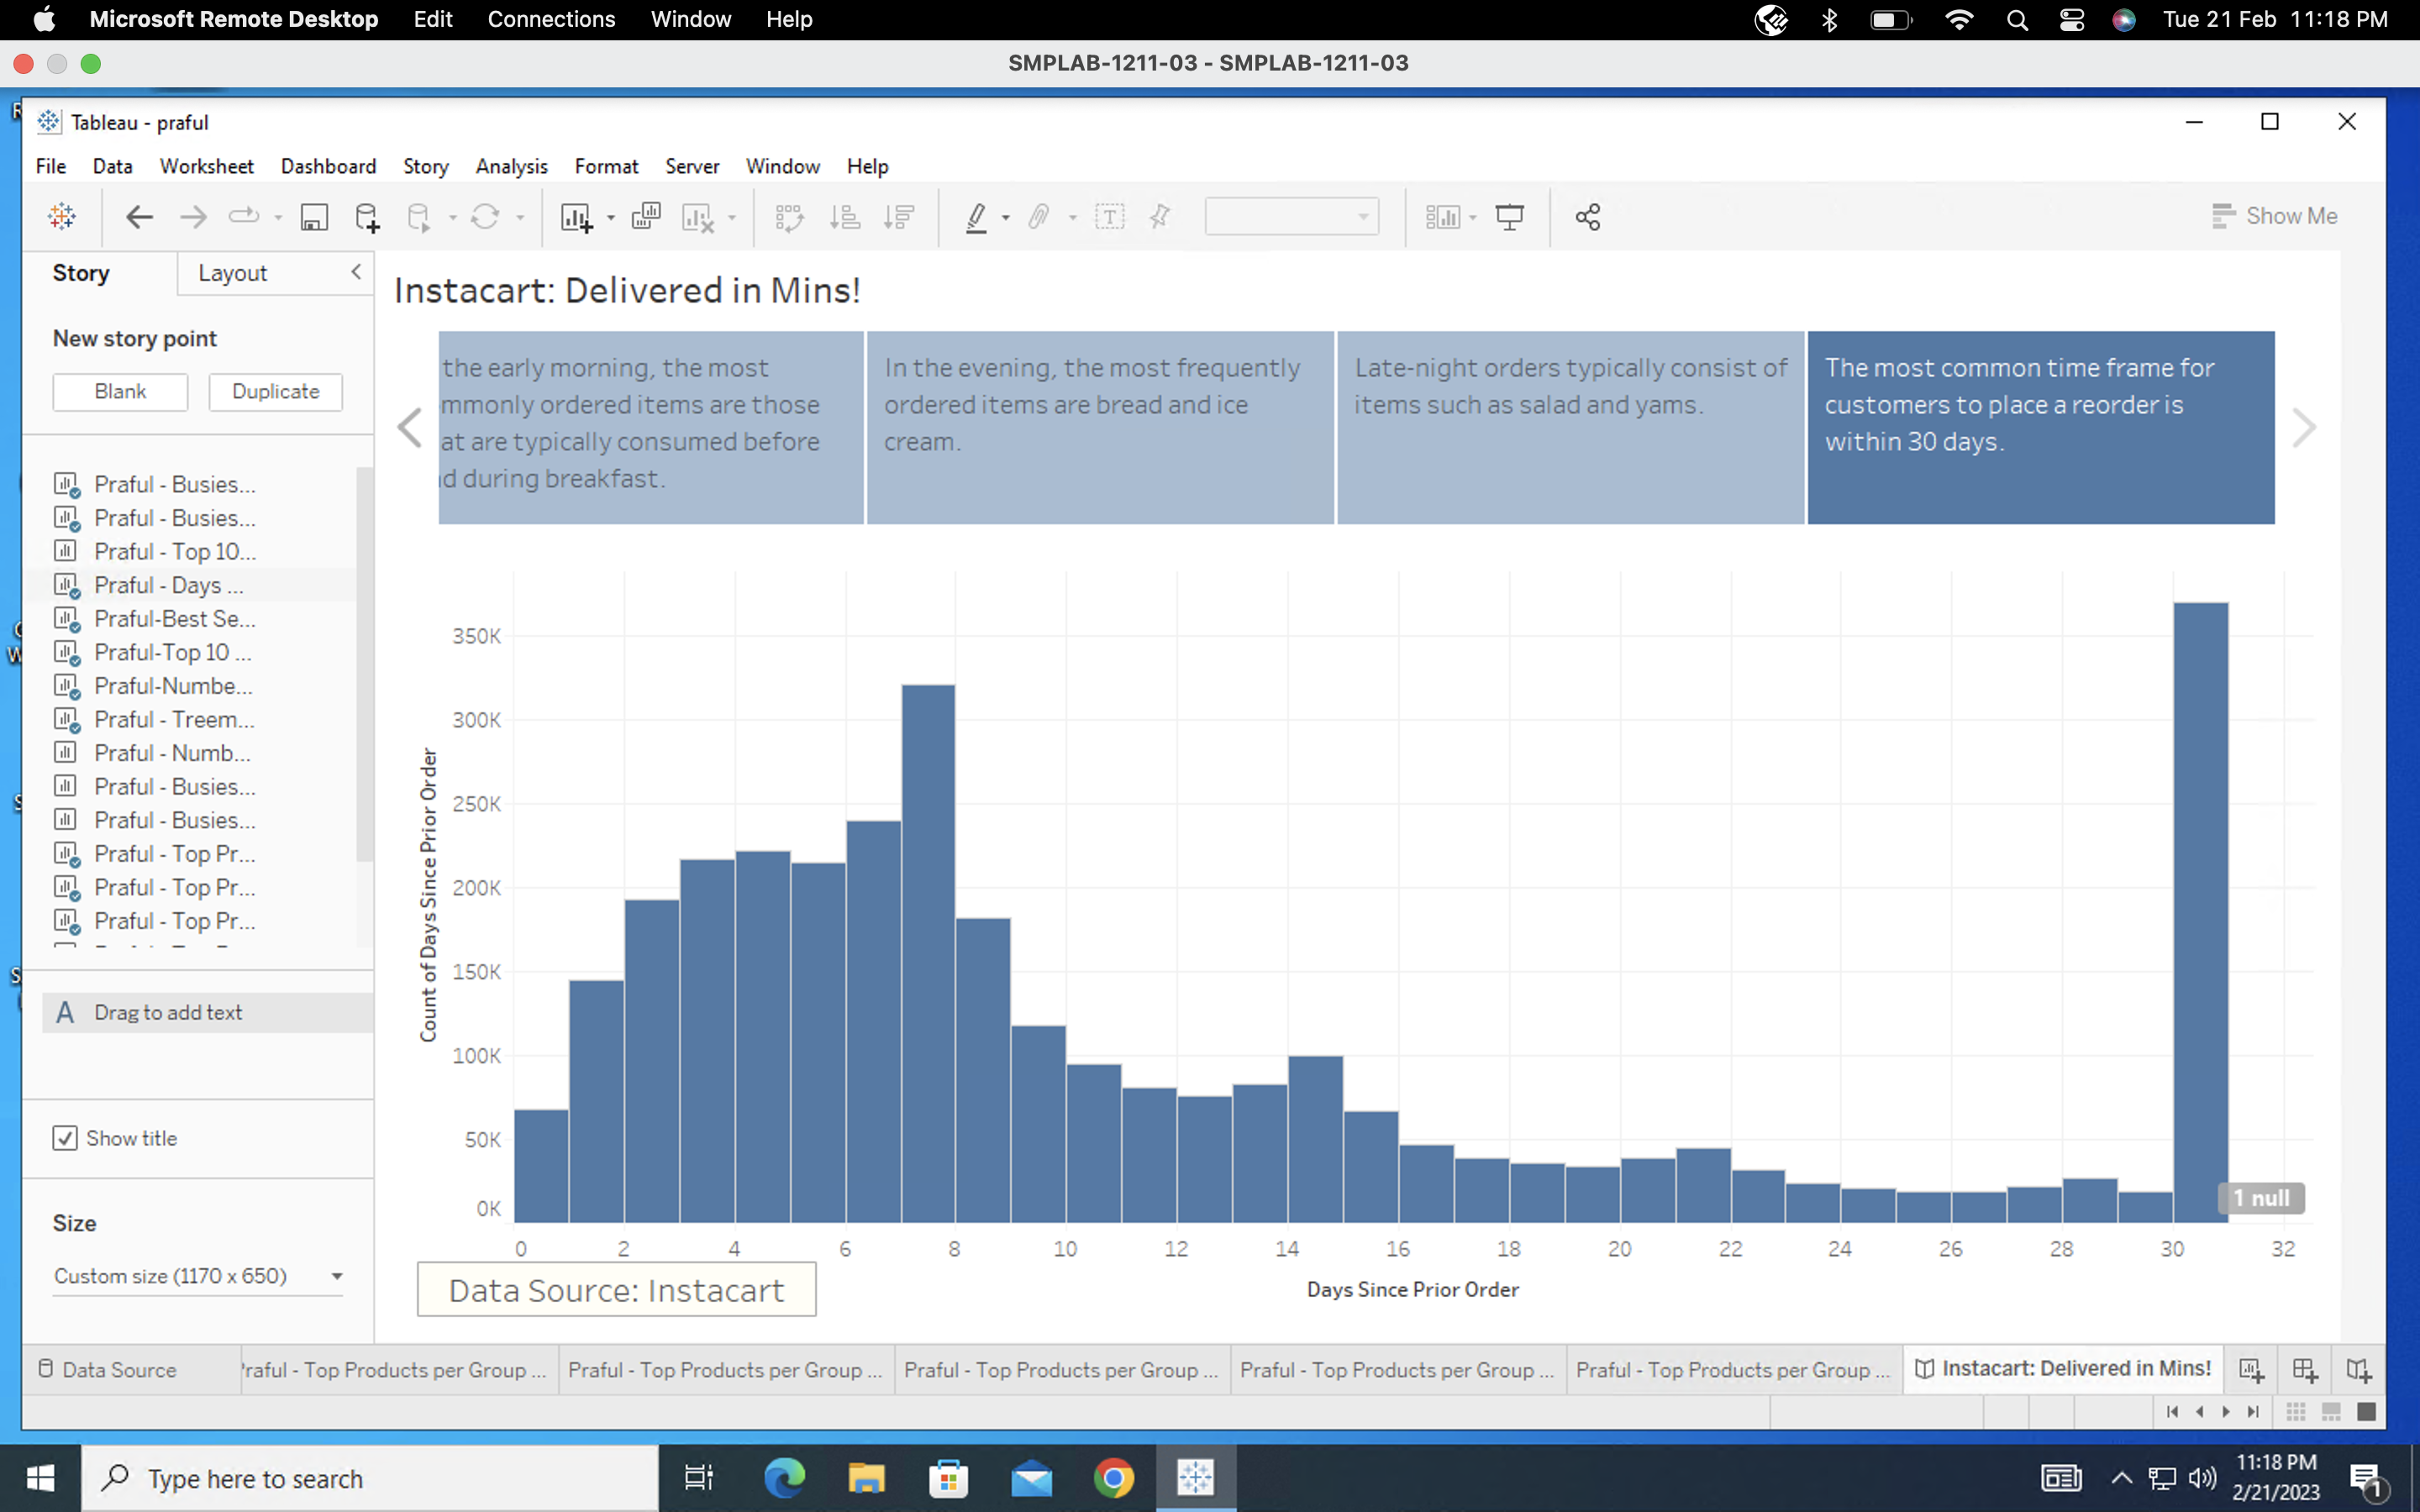 Microsoft Remote Desktop Edit Connections Window Help Tue 21 Feb 11:18 PM
SMPLAB-1211-03 - SMPLAB-1211-03
Tableau - praful
File Data Worksheet Dashboard Story Analysis Format Server Window Help
Show Me
Story Layout
New story point
Blank Duplicate
Praful - Busies...
Praful - Busies...
Praful - Top 10...
Praful - Days ...
Praful-Best Se...
Praful-Top 10 ...
Praful-Numbe...
Praful - Treem...
Praful - Numb...
Praful - Busies...
Praful - Busies...
Praful - Top Pr...
Praful - Top Pr...
Praful - Top Pr...
A Drag to add text
Show title
Size
Custom size (1170 x 650)
Instacart: Delivered in Mins!
the early morning, the most
mmonly ordered items are those
at are typically consumed before
d during breakfast.
In the evening, the most frequently
ordered items are bread and ice
cream.
Late-night orders typically consist of
items such as salad and yams.
The most common time frame for
customers to place a reorder is
within 30 days.
Count of Days Since Prior Order
350K
300K
250K
200K
150K
100K
50K
0K
1 null
0 2 4 6 8 10 12 14 16 18 20 22 24 26 28 30 32
Days Since Prior Order
Data Source: Instacart
Data Source raful - Top Products per Group ... Praful - Top Products per Group ... Praful - Top Products per Group ... Praful - Top Products per Group ... Praful - Top Products per Group ... Instacart: Delivered in Mins!
Type here to search
11:18 PM
2/21/2023
1